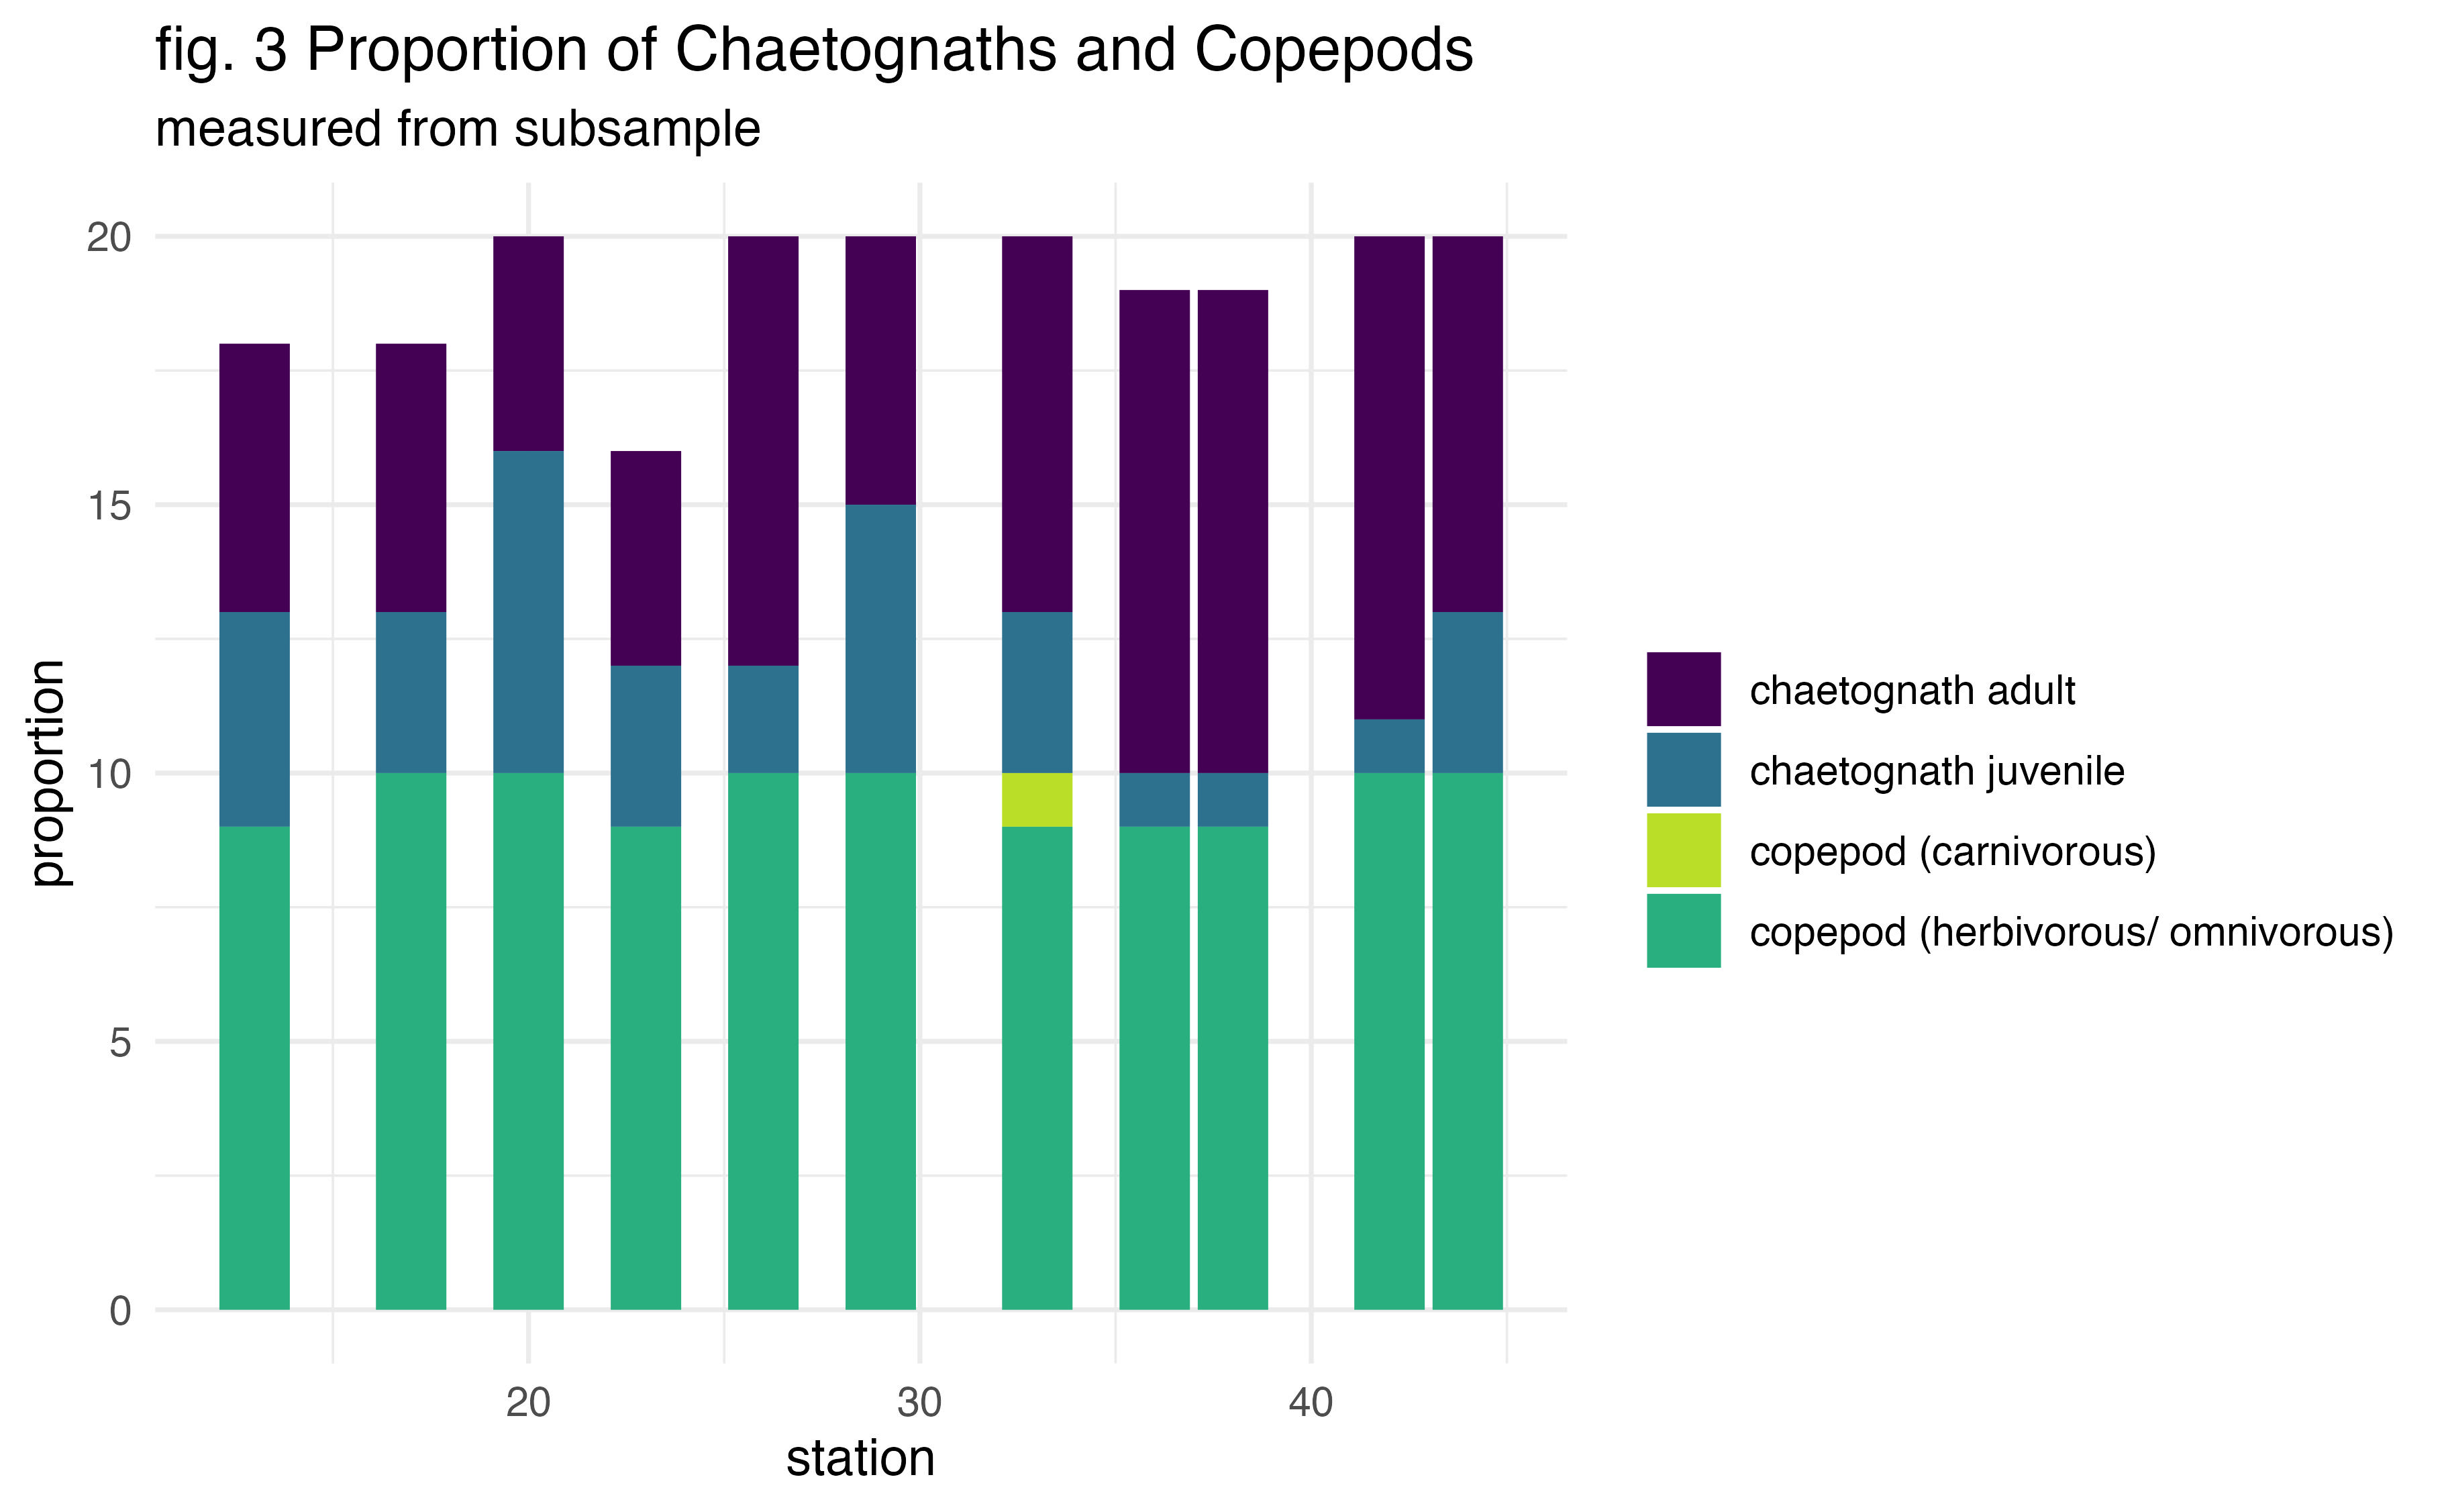 fig. 3 Proportion of Chaetognaths and Copepods
measured from subsample
proportion
20
15
10
5
0
20 30 40
station
chaetognath adult
chaetognath juvenile
copepod (carnivorous)
copepod (herbivorous/ omnivorous)